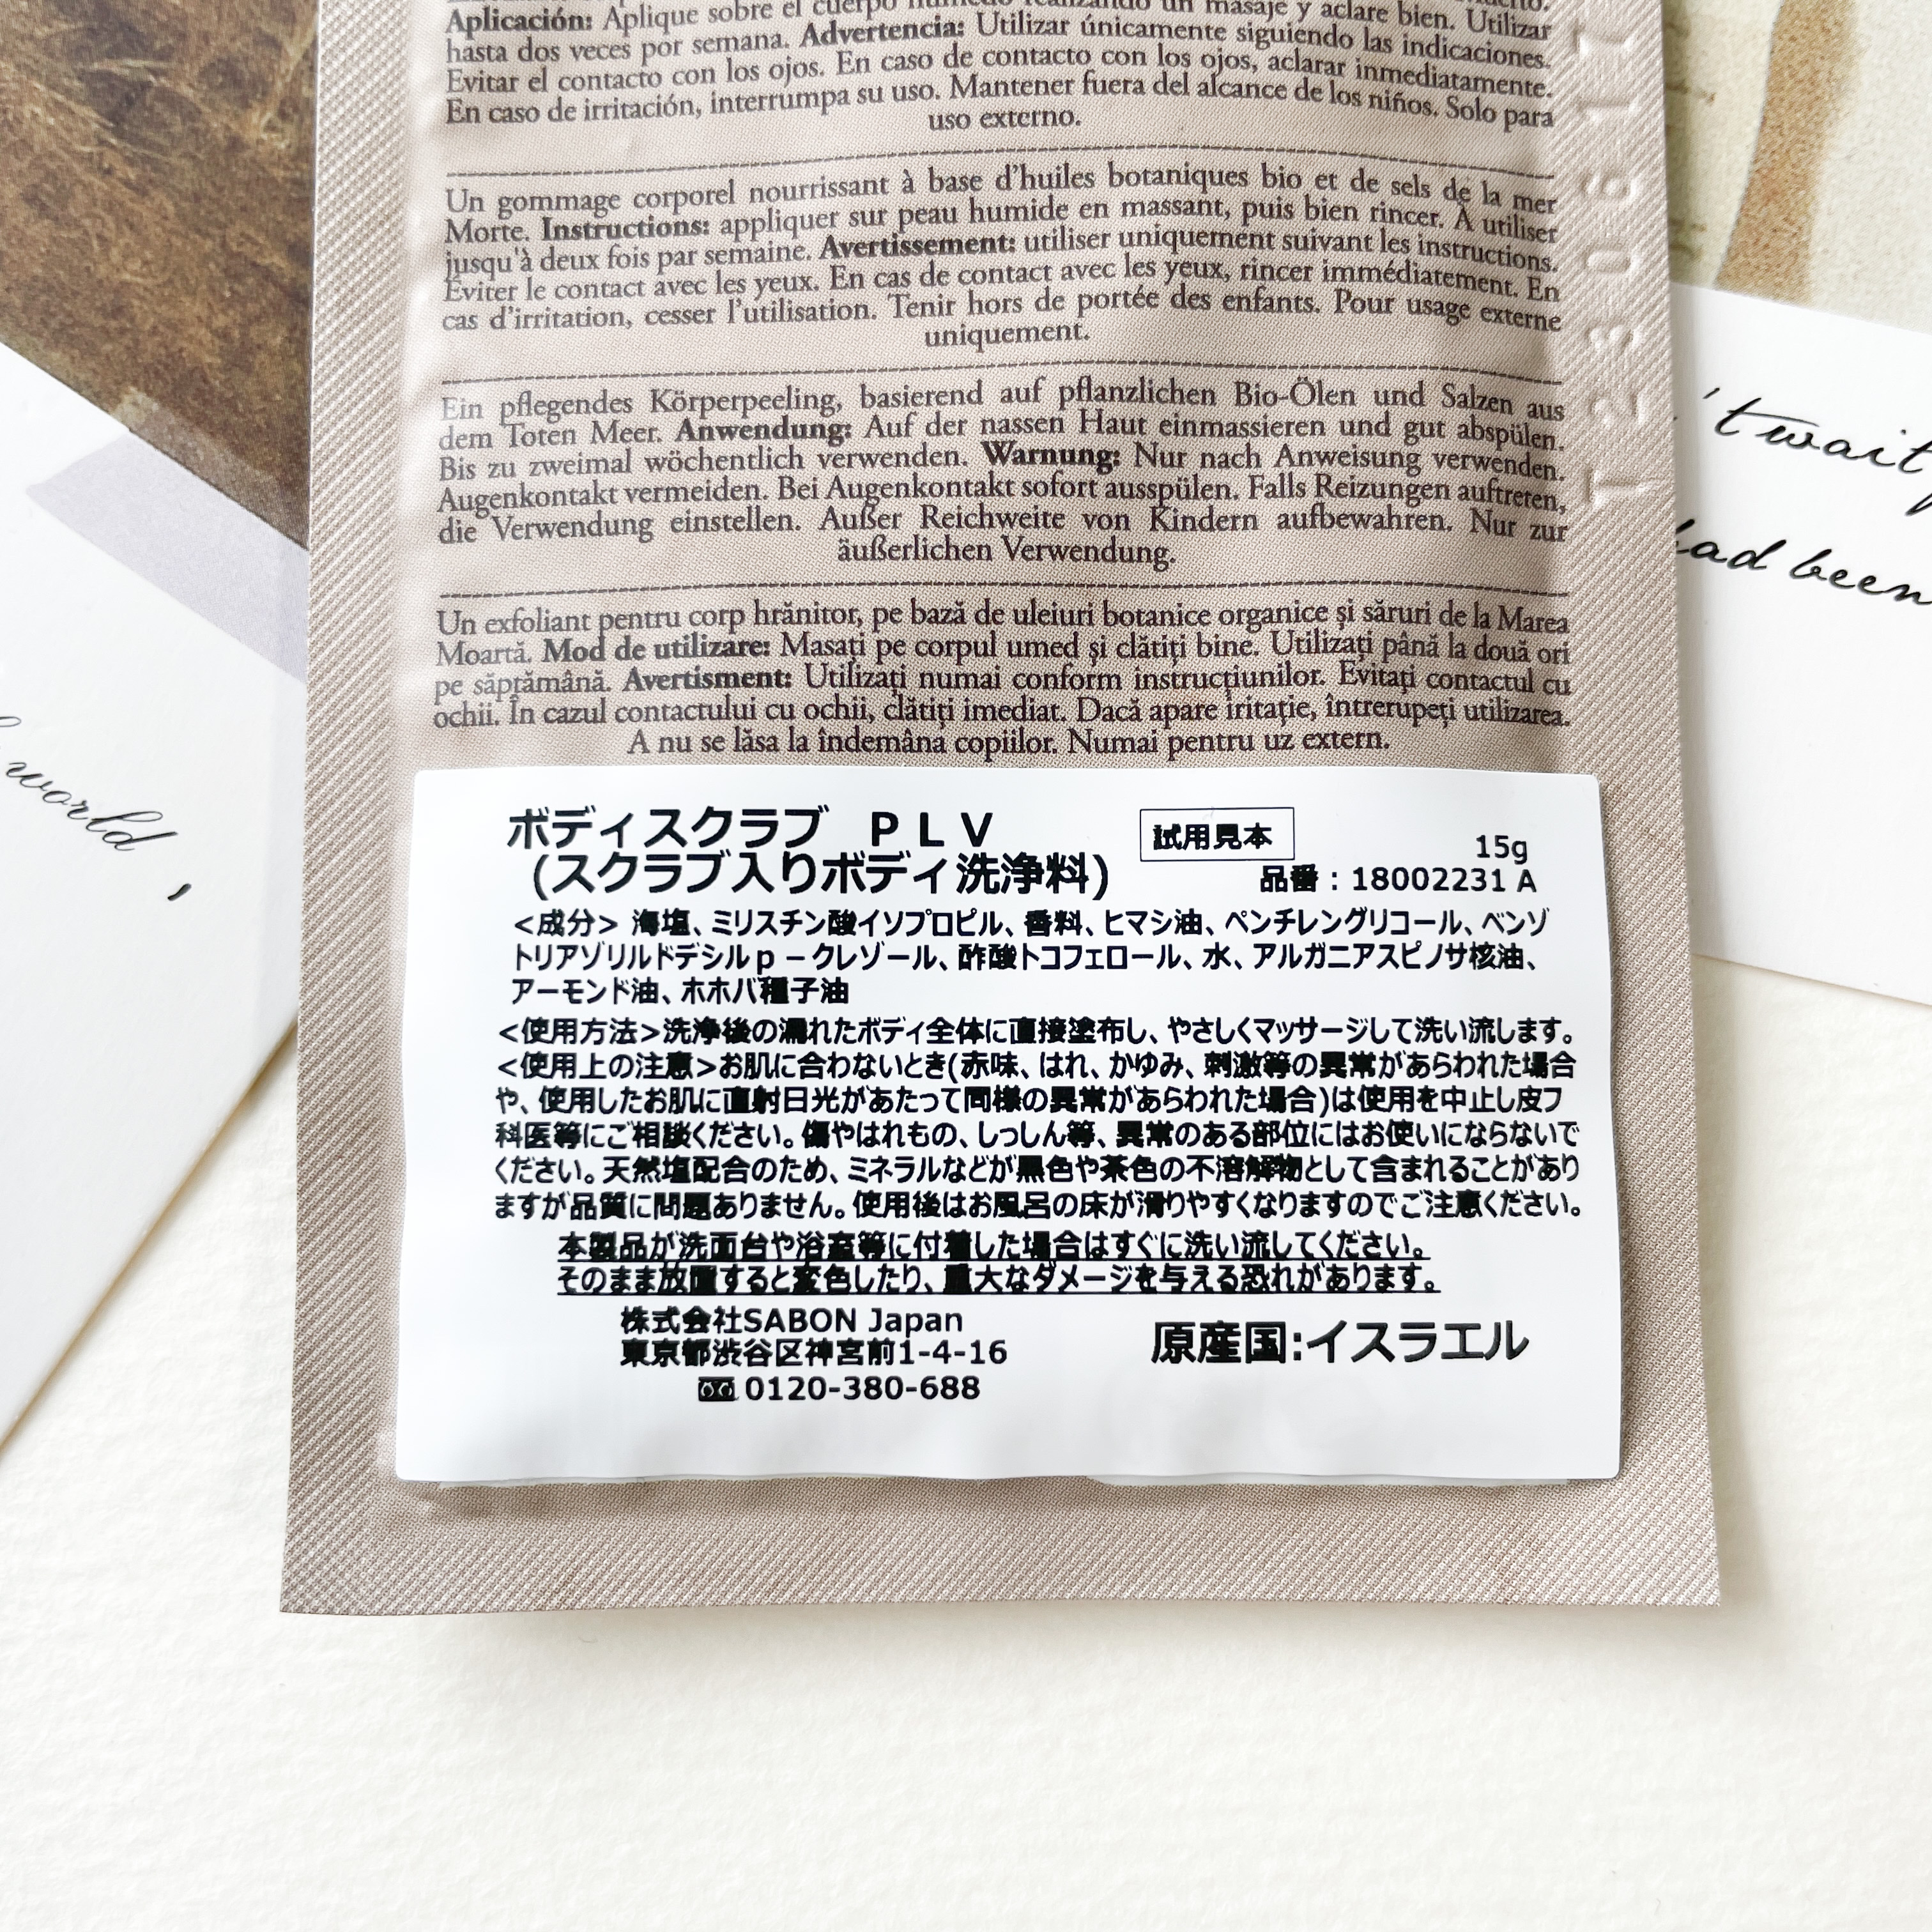 Aplicación: Aplique sobre el cuerpo húmedo realizando un masaje y aclare bien. Utilizar
hasta dos veces por semana. Advertencia: Utilizar únicamente siguiendo las indicaciones.
Evitar el contacto con los ojos. En caso de contacto con los ojos, aclarar inmediatamente.
En caso de irritación, interrumpa su uso. Mantener fuera del alcance de los niños. Solo para
uso externo.
Un gommage corporel nourrissant à base d'huiles botaniques bio et de sels de la mer
Morte. Instructions: appliquer sur peau humide en massant, puis bien rincer. À utiliser
jusqu'à deux fois par semaine. Avertissement: utiliser uniquement suivant les instructions.
Éviter le contact avec les yeux. En cas de contact avec les yeux, rincer immédiatement. En
cas d'irritation, cesser l'utilisation. Tenir hors de portée des enfants. Pour usage externe
uniquement.
Ein pflegendes Körperpeeling, basierend auf pflanzlichen Bio-Ölen und Salzen aus
dem Toten Meer. Anwendung: Auf der nassen Haut einmassieren und gut abspülen.
Bis zu zweimal wöchentlich verwenden. Warnung: Nur nach Anweisung verwenden.
Augenkontakt vermeiden. Bei Augenkontakt sofort ausspülen. Falls Reizungen auftreten,
die Verwendung einstellen. Außer Reichweite von Kindern aufbewahren. Nur zur
äußerlichen Verwendung.
Un exfoliant pentru corp hrănitor, pe bază de uleiuri botanice organice și săruri de la Marea
Moartă. Mod de utilizare: Masați pe corpul umed și clătiți bine. Utilizați până la două ori
pe săptămână. Avertisment: Utilizați numai conform instrucțiunilor. Evitați contactul cu
ochii. În cazul contactului cu ochii, clătiți imediat. Dacă apare iritație, întrerupeți utilizarea.
A nu se lăsa la îndemâna copiilor. Numai pentru uz extern.
ボディスクラブ ＰＬＶ
試用見本
15g
(スクラブ入りボディ洗浄料)
品番：18002231 A
＜成分＞ 海塩、ミリスチン酸イソプロピル、香料、ヒマシ油、ペンチレングリコール、ベンゾ
トリアゾリルドデシルｐ－クレゾール、酢酸トコフェロール、水、アルガニアスピノサ核油、
アーモンド油、ホホバ種子油
＜使用方法＞洗浄後の濡れたボディ全体に直接塗布し、やさしくマッサージして洗い流します。
＜使用上の注意＞お肌に合わないとき(赤味、はれ、かゆみ、刺激等の異常があらわれた場合
や、使用したお肌に直射日光があたって同様の異常があらわれた場合)は使用を中止し皮フ
科医等にご相談ください。傷やはれもの、しっしん等、異常のある部位にはお使いにならないで
ください。天然塩配合のため、ミネラルなどが黒色や茶色の不溶解物として含まれることがあり
ますが品質に問題ありません。使用後はお風呂の床が滑りやすくなりますのでご注意ください。
本製品が洗面台や浴室等に付着した場合はすぐに洗い流してください。
そのまま放置すると変色したり、重大なダメージを与える恐れがあります。
株式会社SABON Japan
東京都渋谷区神宮前1-4-16
0120-380-688
原産国:イスラエル
't wait
had been
world,